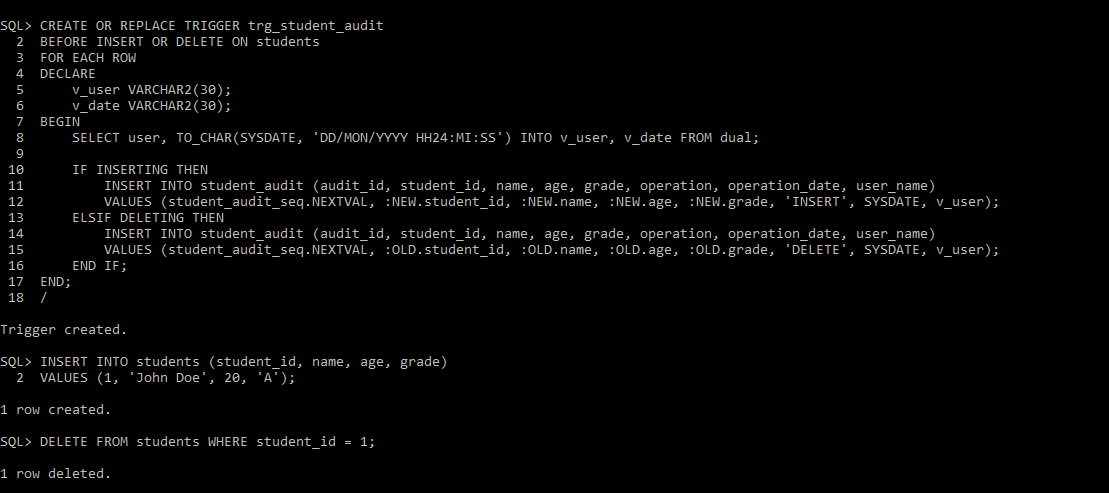 SQL> CREATE OR REPLACE TRIGGER trg_student_audit
  2  BEFORE INSERT OR DELETE ON students
  3  FOR EACH ROW
  4  DECLARE
  5      v_user VARCHAR2(30);
  6      v_date VARCHAR2(30);
  7  BEGIN
  8      SELECT user, TO_CHAR(SYSDATE, 'DD/MON/YYYY HH24:MI:SS') INTO v_user, v_date FROM dual;
  9
 10      IF INSERTING THEN
 11          INSERT INTO student_audit (audit_id, student_id, name, age, grade, operation, operation_date, user_name)
 12          VALUES (student_audit_seq.NEXTVAL, :NEW.student_id, :NEW.name, :NEW.age, :NEW.grade, 'INSERT', SYSDATE, v_user);
 13      ELSIF DELETING THEN
 14          INSERT INTO student_audit (audit_id, student_id, name, age, grade, operation, operation_date, user_name)
 15          VALUES (student_audit_seq.NEXTVAL, :OLD.student_id, :OLD.name, :OLD.age, :OLD.grade, 'DELETE', SYSDATE, v_user);
 16      END IF;
 17  END;
 18  /
Trigger created.
SQL> INSERT INTO students (student_id, name, age, grade)
  2  VALUES (1, 'John Doe', 20, 'A');
1 row created.
SQL> DELETE FROM students WHERE student_id = 1;
1 row deleted.